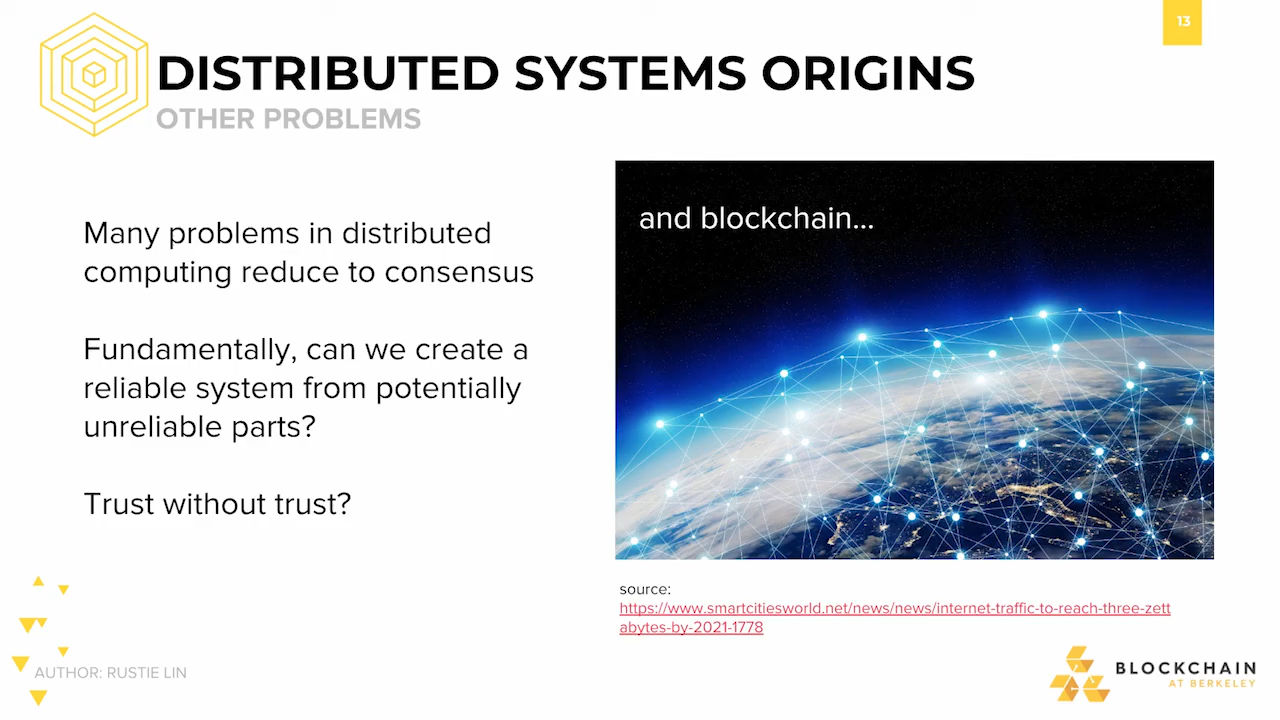 13
DISTRIBUTED SYSTEMS ORIGINS
OTHER PROBLEMS
Many problems in distributed
computing reduce to consensus
Fundamentally, can we create a
reliable system from potentially
unreliable parts?
Trust without trust?
and blockchain...
source:
https://www.smartcitiesworld.net/news/news/internet-traffic-to-reach-three-zett
abytes-by-2021-1778
AUTHOR: RUSTIE LIN
BLOCKCHAIN
AT BERKELEY